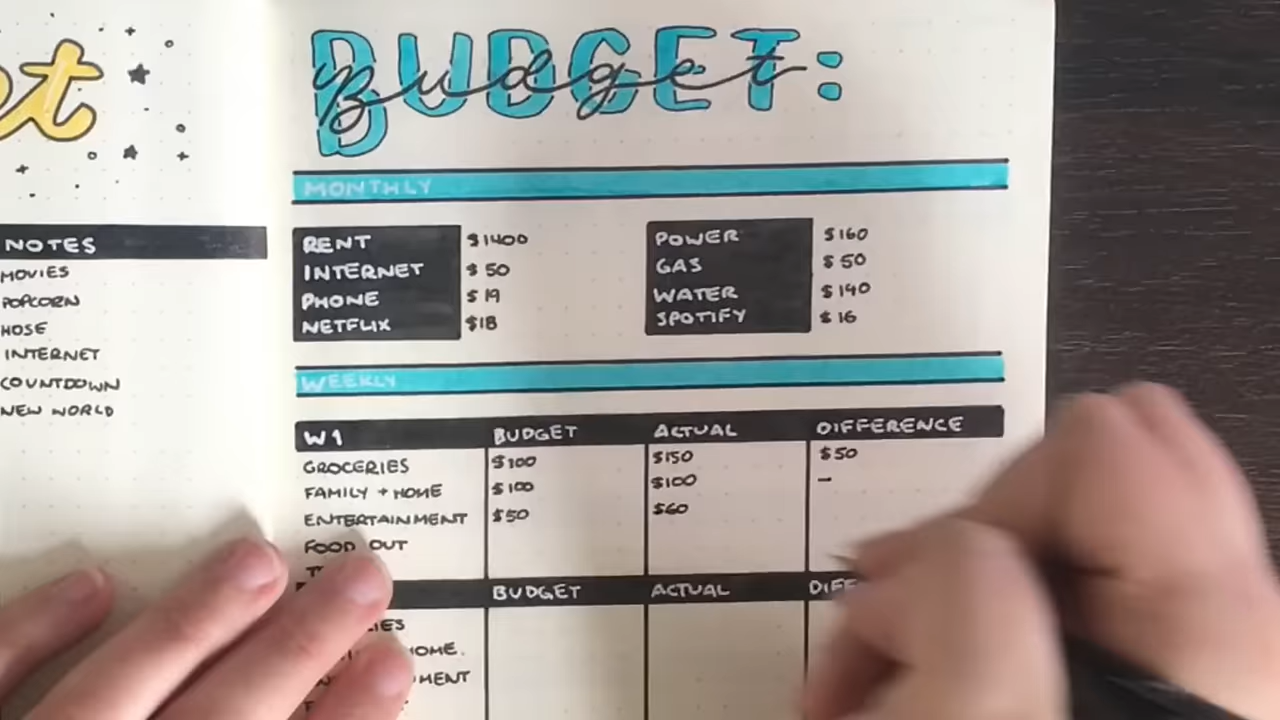 BUDGET:
Budget
MONTHLY
NOTES
MOVIES
POPCORN
HOSE
INTERNET
COUNTDOWN
NEW WORLD
RENT $1400 POWER $160
INTERNET $50 GAS $50
PHONE $19 WATER $140
NETFLIX $18 SPOTIFY $16
WEEKLY
W1 BUDGET ACTUAL DIFFERENCE
GROCERIES $100 $150 $50
FAMILY + HOME $100 $100 -
ENTERTAINMENT $50 $60
FOOD OUT
BUDGET ACTUAL